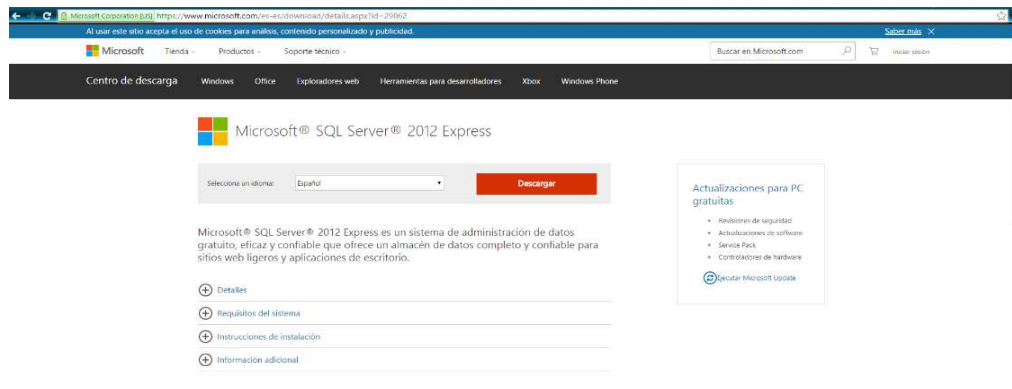 Microsoft Corporation [US] https://www.microsoft.com/es-es/download/details.aspx?id=29062
Al usar este sitio acepta el uso de cookies para análisis, contenido personalizado y publicidad.
Saber más
Microsoft Tienda Productos Soporte técnico
Buscar en Microsoft.com
Iniciar sesión
Centro de descarga Windows Office Exploradores web Herramientas para desarrolladores Xbox Windows Phone
Microsoft® SQL Server® 2012 Express
Selecciona un idioma: Español Descargar
Microsoft® SQL Server® 2012 Express es un sistema de administración de datos
gratuito, eficaz y confiable que ofrece un almacén de datos completo y confiable para
sitios web ligeros y aplicaciones de escritorio.
Detalles
Requisitos del sistema
Instrucciones de instalación
Información adicional
Actualizaciones para PC
gratuitas
Revisiones de seguridad
Actualizaciones de software
Service Pack
Controladores de hardware
Ejecutar Microsoft Update